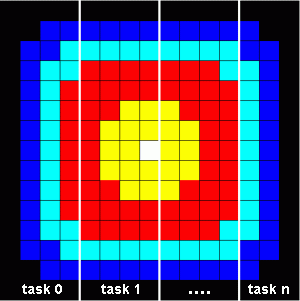 task 0 task 1 .... task n